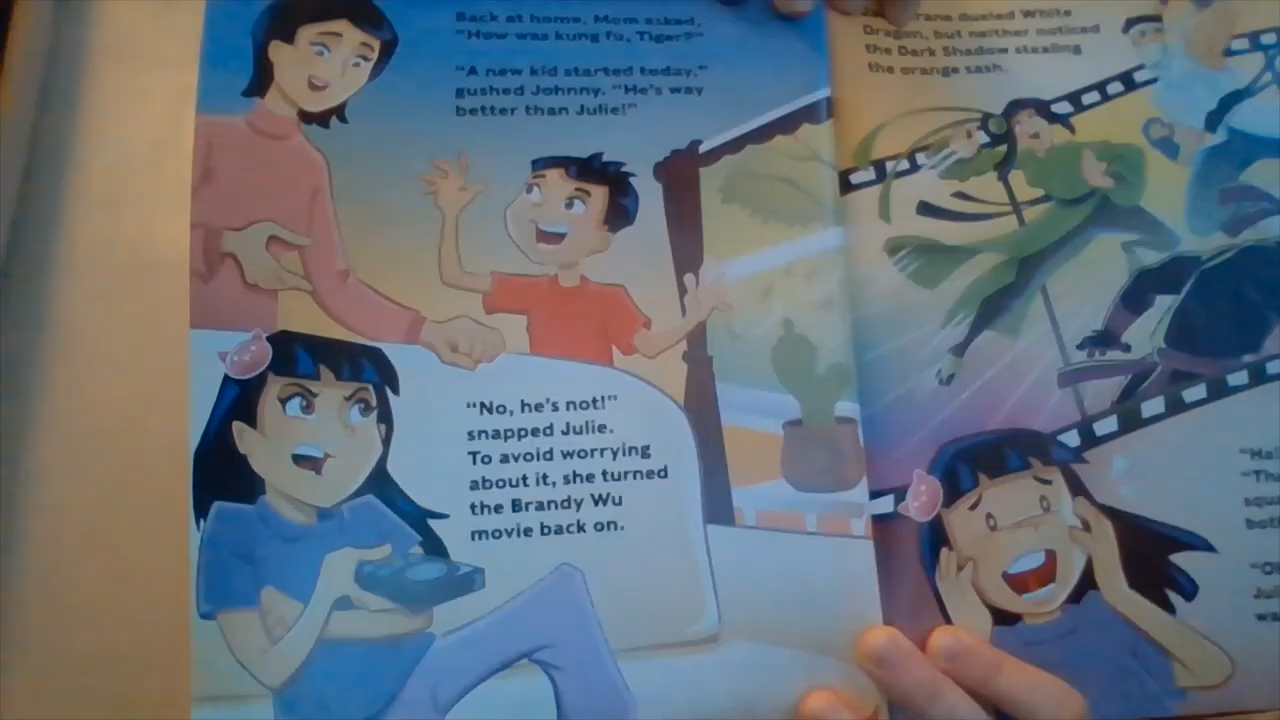 Back at home, Mom asked,
"How was kung fu, Tiger?"
"A new kid started today,"
gushed Johnny. "He's way
better than Julie!"
"No, he's not!"
snapped Julie.
To avoid worrying
about it, she turned
the Brandy Wu
movie back on.
dueled White
Dragon, but neither noticed
the Dark Shadow stealing
the orange sash.